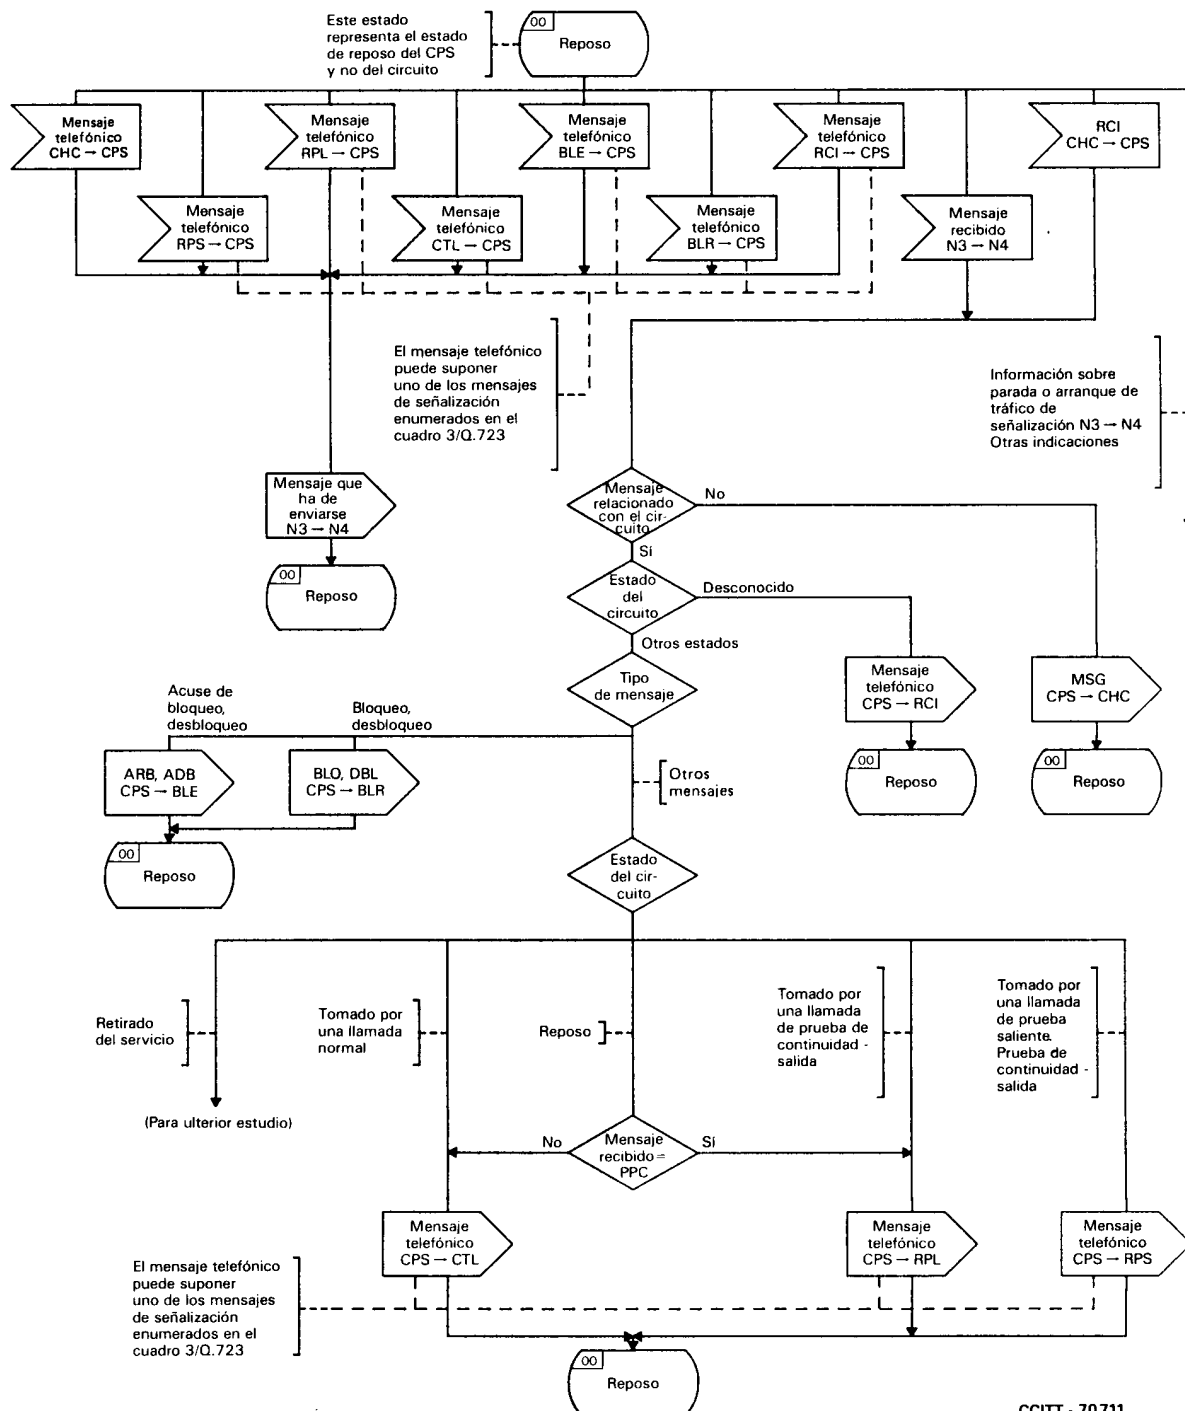 Este estado
representa el estado
de reposo del CPS
y no del circuito
00
Reposo
Mensaje
telefónico
CHC → CPS
Mensaje
telefónico
RPL → CPS
Mensaje
telefónico
BLE → CPS
Mensaje
telefónico
RCI → CPS
RCI
CHC → CPS
Mensaje
telefónico
RPS → CPS
Mensaje
telefónico
CTL → CPS
Mensaje
telefónico
BLR → CPS
Mensaje
recibido
N3 → N4
El mensaje telefónico
puede suponer
uno de los mensajes
de señalización
enumerados en el
cuadro 3/Q.723
Información sobre
parada o arranque de
tráfico de
señalización N3 → N4
Otras indicaciones
Mensaje que
ha de
enviarse
N3 → N4
00
Reposo
Mensaje
relacionado
con el cir-
cuito
No
Sí
Estado
del
circuito
Desconocido
Otros estados
Tipo
de mensaje
Mensaje
telefónico
CPS → RCI
MSG
CPS → CHC
00
Reposo
00
Reposo
Acuse de
bloqueo,
desbloqueo
Bloqueo,
desbloqueo
ARB, ADB
CPS → BLE
BLO, DBL
CPS → BLR
Otros
mensajes
00
Reposo
Estado
del cir-
cuito
Retirado
del servicio
Tomado por
una llamada
normal
Reposo
Tomado por
una llamada
de prueba de
continuidad -
salida
Tomado por
una llamada
de prueba
saliente.
Prueba de
continuidad -
salida
(Para ulterior estudio)
No
Mensaje
recibido =
PPC
Sí
Mensaje
telefónico
CPS → CTL
Mensaje
telefónico
CPS → RPL
Mensaje
telefónico
CPS → RPS
El mensaje telefónico
puede suponer
uno de los mensajes
de señalización
enumerados en el
cuadro 3/Q.723
00
Reposo
CCITT - 70711